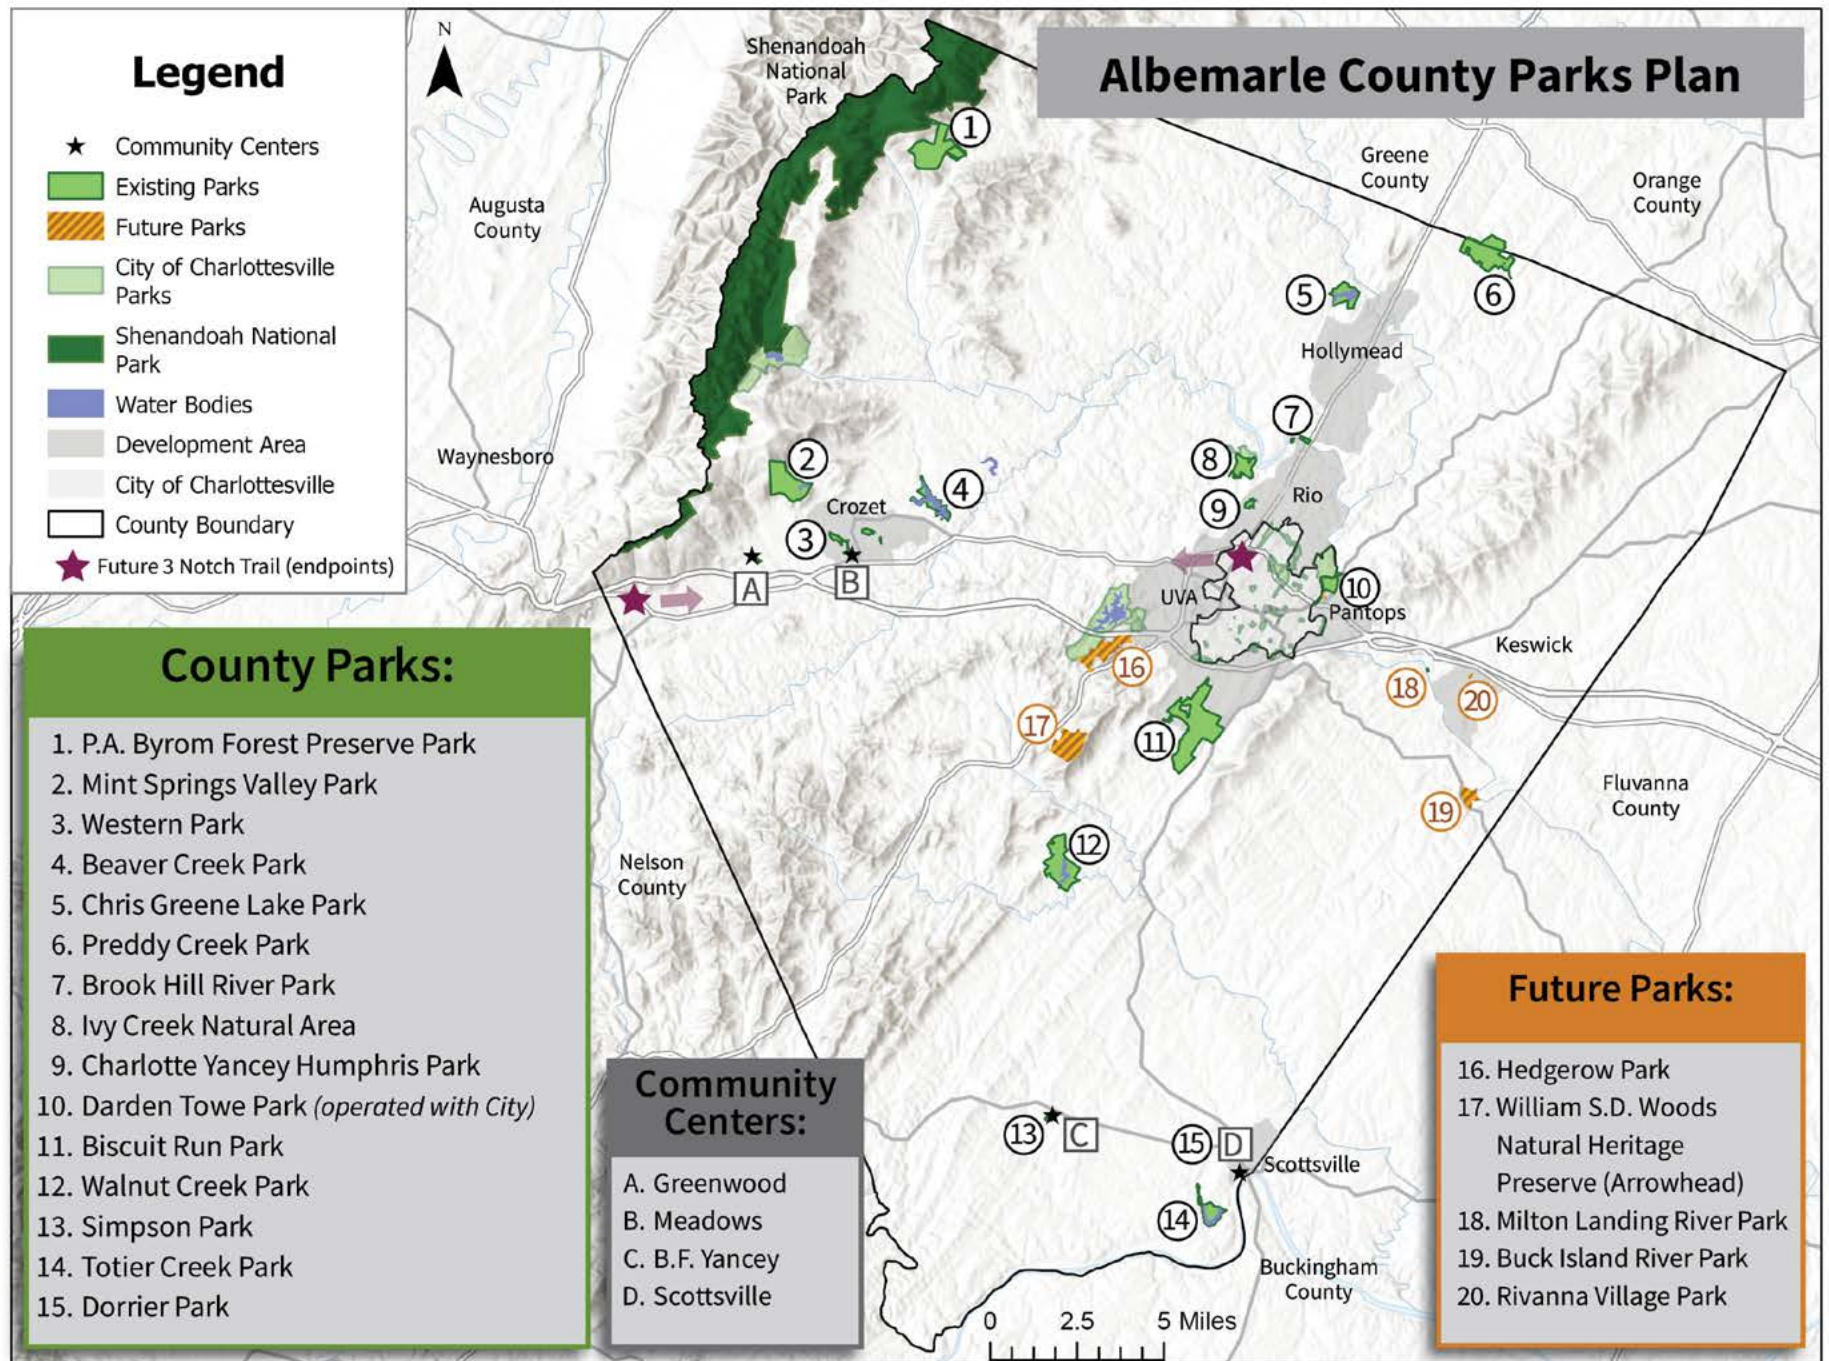 Albemarle County Parks Plan
Legend
Community Centers
Existing Parks
Future Parks
City of Charlottesville
Parks
Shenandoah National
Park
Water Bodies
Development Area
City of Charlottesville
County Boundary
Future 3 Notch Trail (endpoints)
N
Shenandoah
National
Park
Augusta
County
Greene
County
Orange
County
1
5
6
Hollymead
7
Waynesboro
2
4
8
Crozet
Rio
9
3
A
B
UVA
10
Pantops
Keswick
16
18
20
17
11
19
Fluvanna
County
12
Nelson
County
13
C
15
D
Scottsville
14
Buckingham
County
0 2.5 5 Miles
County Parks:
1. P.A. Byrom Forest Preserve Park
2. Mint Springs Valley Park
3. Western Park
4. Beaver Creek Park
5. Chris Greene Lake Park
6. Preddy Creek Park
7. Brook Hill River Park
8. Ivy Creek Natural Area
9. Charlotte Yancey Humphris Park
10. Darden Towe Park (operated with City)
11. Biscuit Run Park
12. Walnut Creek Park
13. Simpson Park
14. Totier Creek Park
15. Dorrier Park
Community
Centers:
A. Greenwood
B. Meadows
C. B.F. Yancey
D. Scottsville
Future Parks:
16. Hedgerow Park
17. William S.D. Woods
Natural Heritage
Preserve (Arrowhead)
18. Milton Landing River Park
19. Buck Island River Park
20. Rivanna Village Park